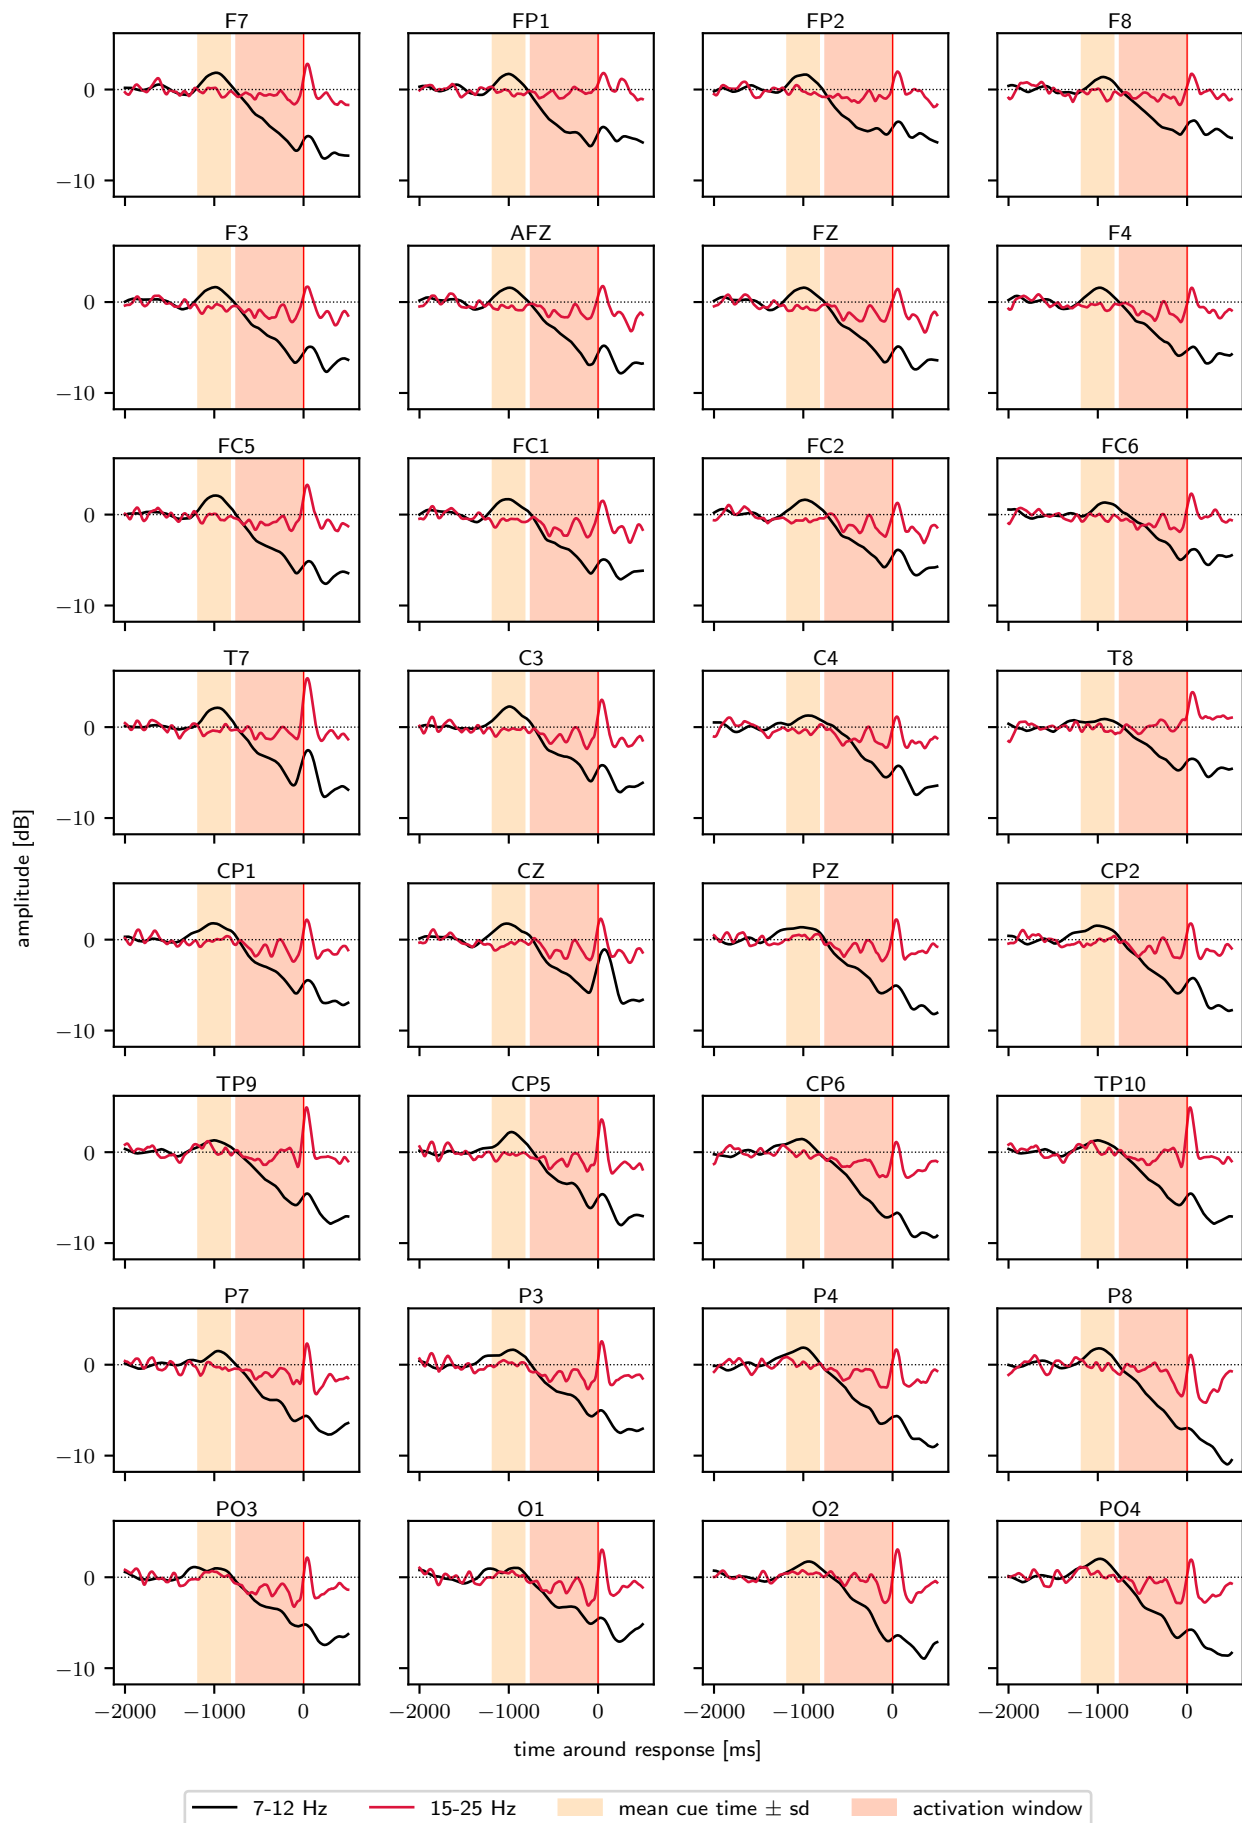 F7 FP1 FP2 F8
0
−10
F3 AFZ FZ F4
0
−10
FC5 FC1 FC2 FC6
0
−10
T7 C3 C4 T8
0
−10
amplitude [dB]
CP1 CZ PZ CP2
0
−10
TP9 CP5 CP6 TP10
0
−10
P7 P3 P4 P8
0
−10
PO3 O1 O2 PO4
0
−10
−2000 −1000 0 −2000 −1000 0 −2000 −1000 0 −2000 −1000 0
time around response [ms]
7-12 Hz 15-25 Hz mean cue time ± sd activation window